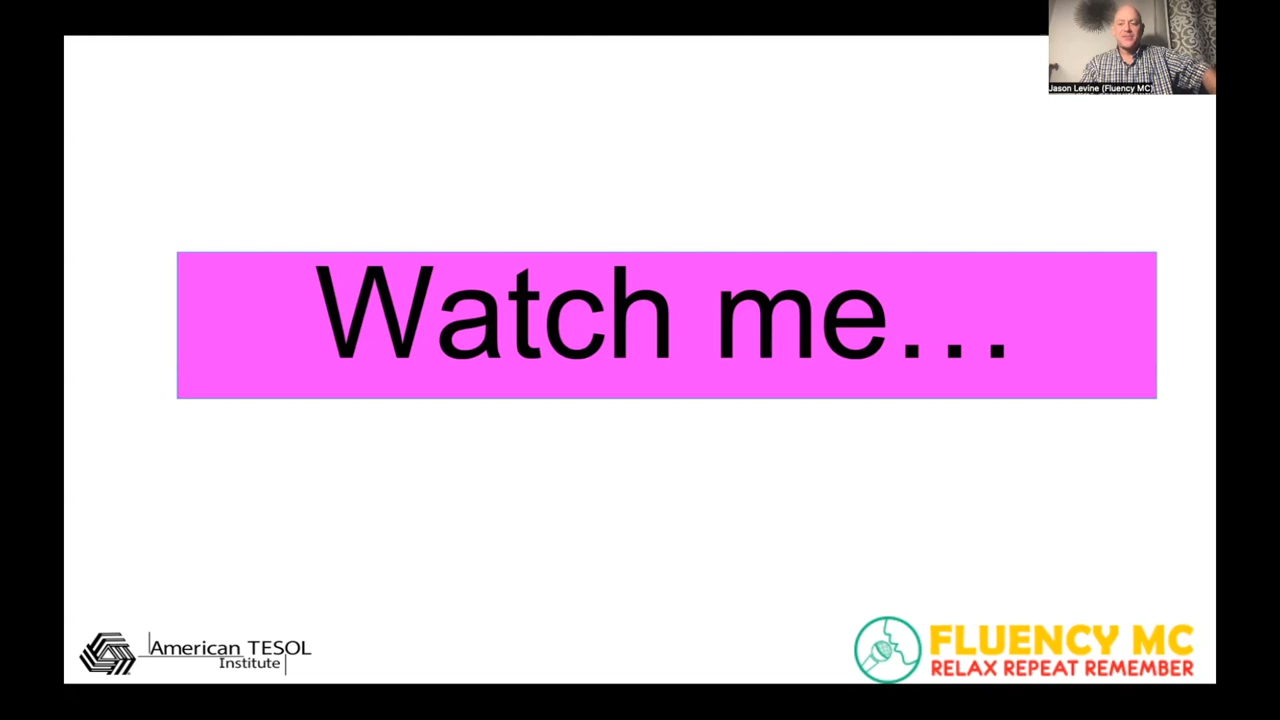 Jason Levine (Fluency MC)
Watch me...
American TESOL
Institute
FLUENCY MC
RELAX REPEAT REMEMBER